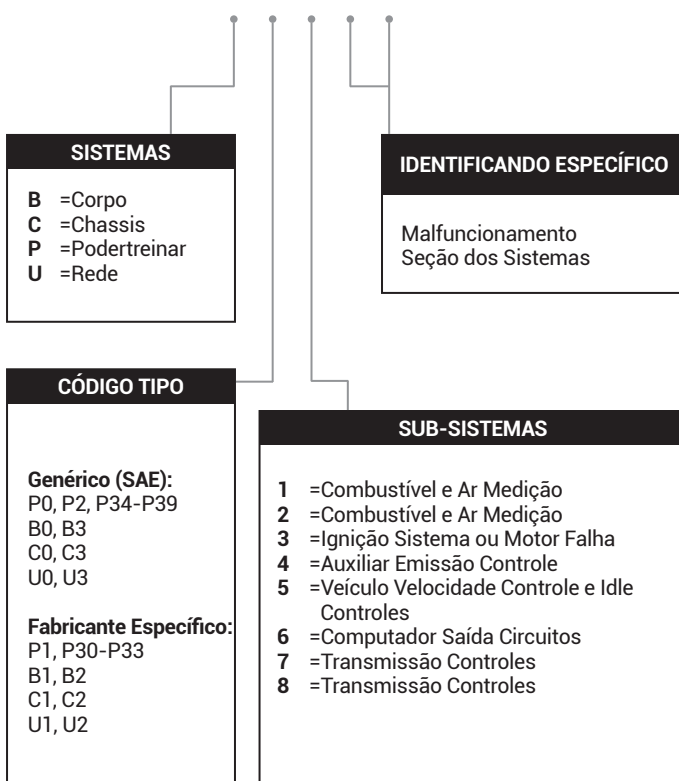 SISTEMAS
B =Corpo
C =Chassis
P =Podertreinar
U =Rede
IDENTIFICANDO ESPECÍFICO
Malfuncionamento
Seção dos Sistemas
CÓDIGO TIPO
Genérico (SAE):
P0, P2, P34-P39
B0, B3
C0, C3
U0, U3
Fabricante Específico:
P1, P30-P33
B1, B2
C1, C2
U1, U2
SUB-SISTEMAS
1 =Combustível e Ar Medição
2 =Combustível e Ar Medição
3 =Ignição Sistema ou Motor Falha
4 =Auxiliar Emissão Controle
5 =Veículo Velocidade Controle e Idle
Controles
6 =Computador Saída Circuitos
7 =Transmissão Controles
8 =Transmissão Controles